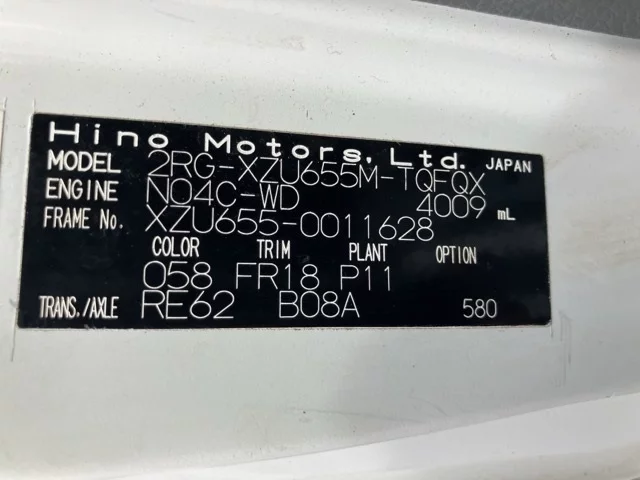 Hino Motors, Ltd. JAPAN
MODEL 2RG-XZU655M-TQFQX
ENGINE N04C-WD 4009 mL
FRAME No. XZU655-0011628
COLOR TRIM PLANT OPTION
058 FR18 P11
TRANS./AXLE RE62 B08A 580